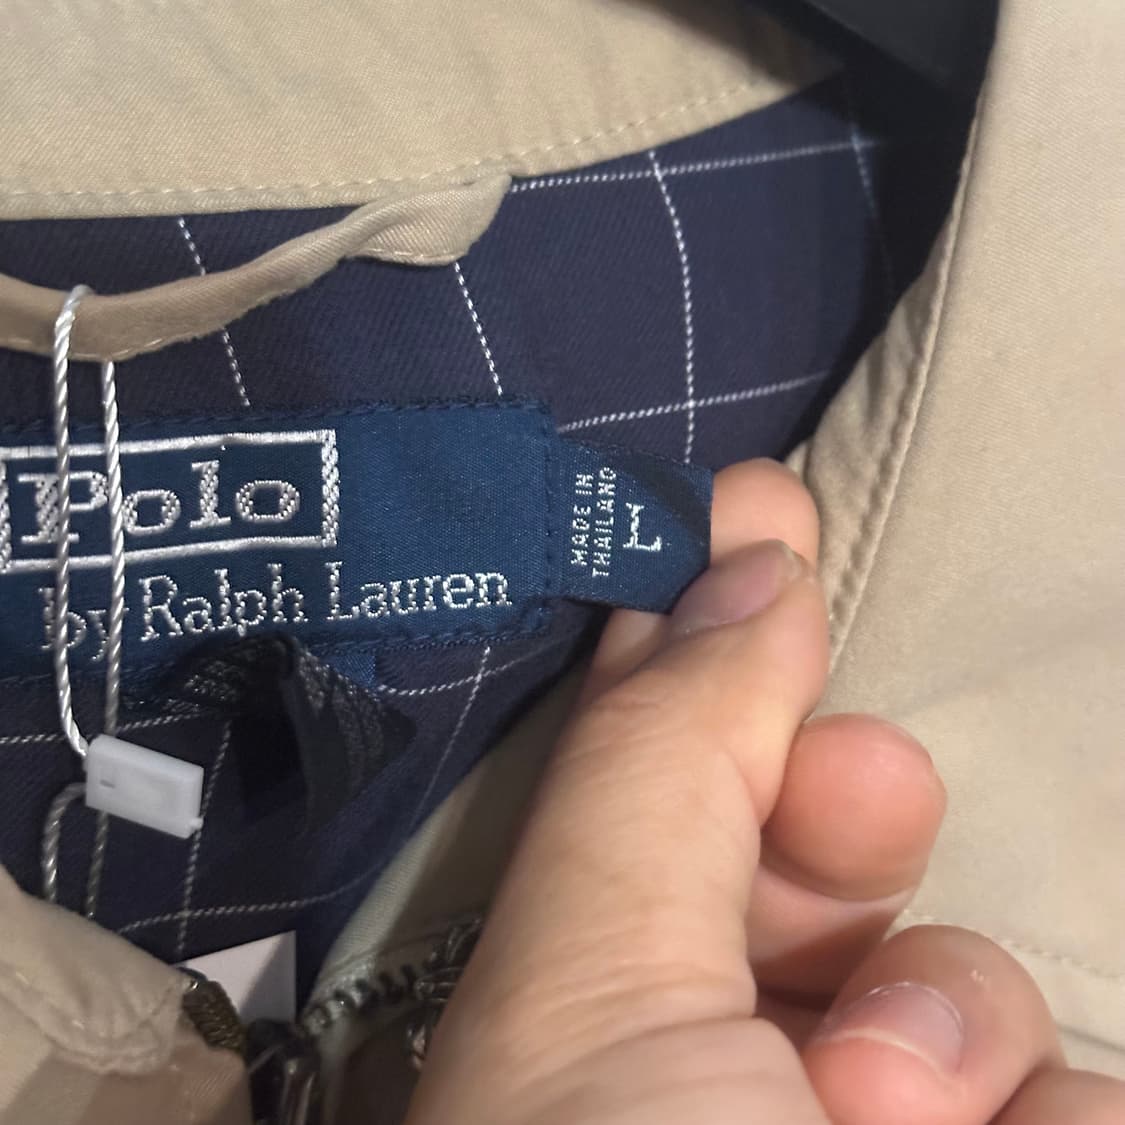 Polo
by Ralph Lauren
MADE IN
THAILAND
L